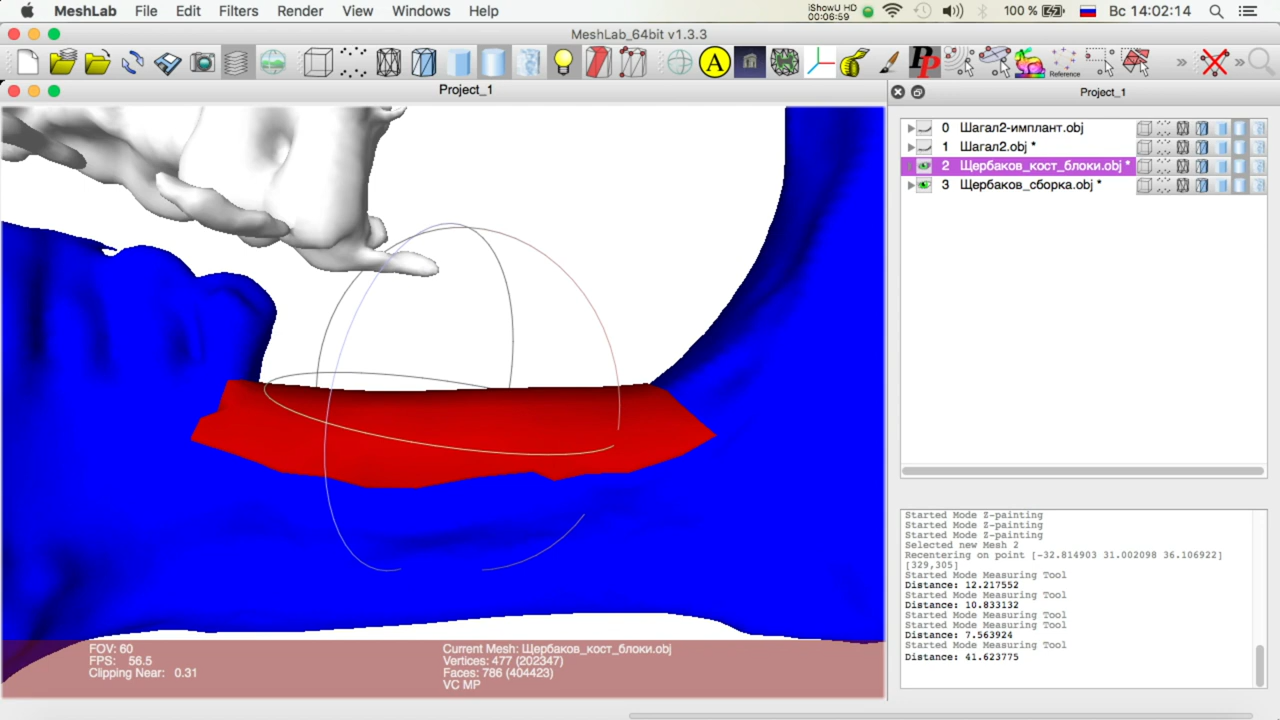 MeshLab File Edit Filters Render View Windows Help
iShowU HD
00:06:59
100 % Вс 14:02:14
MeshLab_64bit v1.3.3
A
PP
Reference
Project_1
Project_1
0 Шагал2-имплант.obj
1 Шагал2.obj *
2 Щербаков_кост_блоки.obj *
3 Щербаков_сборка.obj *
Started Mode Z-painting
Started Mode Z-painting
Started Mode Z-painting
Selected new Mesh 2
Recentering on point [-32.814903 31.002098 36.106922]
[329,305]
Started Mode Measuring Tool
Distance: 12.217552
Started Mode Measuring Tool
Distance: 10.833132
Started Mode Measuring Tool
Started Mode Measuring Tool
Distance: 7.563924
Started Mode Measuring Tool
Distance: 41.623775
FOV: 60
FPS: 56.5
Clipping Near: 0.31
Current Mesh: Щербаков_кост_блоки.obj
Vertices: 477 (202347)
Faces: 786 (404423)
VC MP